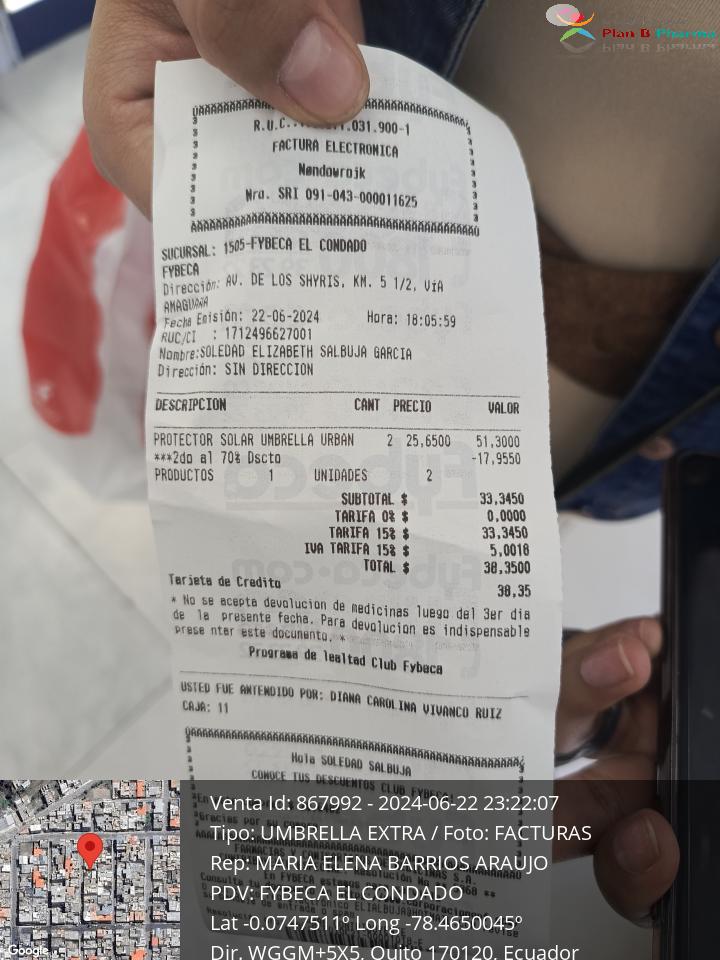 Plan B Pharma
R.U.C.
.031.900-1
FACTURA ELECTRONICA
Nro. SRI 091-043-000011625
SUCURSAL: 1505-FYBECA EL CONDADO
FYBECA
Dirección: AV. DE LOS SHYRIS, KM. 5 1/2, VíA
AMAGUAÑA
Fecha Emisión: 22-06-2024 Hora: 18:05:59
RUC/CI : 1712496627001
Nombre:SOLEDAD ELIZABETH SALBUJA GARCIA
Dirección: SIN DIRECCION
DESCRIPCION CANT PRECIO VALOR
PROTECTOR SOLAR UMBRELLA URBAN 2 25,6500 51,3000
***2do al 70% Dscto -17,9550
PRODUCTOS 1 UNIDADES 2
SUBTOTAL $ 33,3450
TARIFA 0% $ 0.0000
TARIFA 15% $ 33,3450
IVA TARIFA 15% $ 5,0018
TOTAL $ 38,3500
Tarjeta de Credito 38,35
* No se acepta devolucion de medicinas luego del 3er dia
de la presente fecha. Para devolucion es indispensable
prese ntar este documento. *
Programa de lealtad Club Fybeca
USTED FUE ANTENDIDO POR: DIANA CAROLINA VIVANCO RUIZ
CAJA: 11
Hola SOLEDAD SALBUJA
CONOCE TUS DESCUENTOS CLUB FYBECA
Venta Id: 867992 - 2024-06-22 23:22:07
Tipo: UMBRELLA EXTRA / Foto: FACTURAS
Rep: MARIA ELENA BARRIOS ARAUJO
PDV: FYBECA EL CONDADO
Lat -0.0747511º Long -78.4650045º
Dir. WGGM+5X5, Quito 170120, Ecuador
Google